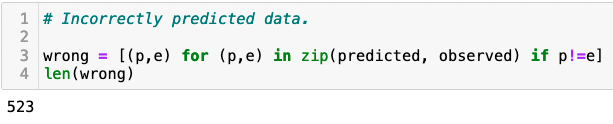 1 # Incorrectly predicted data.
2
3 wrong = [(p,e) for (p,e) in zip(predicted, observed) if p!=e]
4 len(wrong)
523